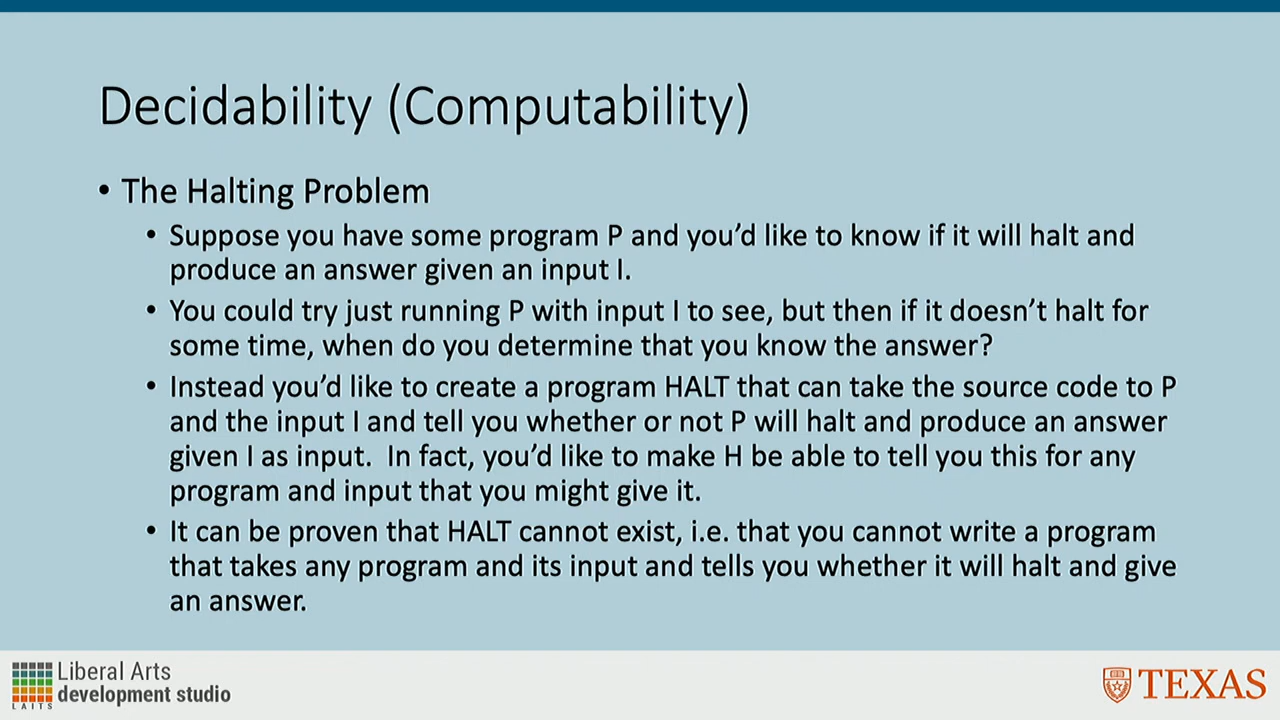 Decidability (Computability)
• The Halting Problem
• Suppose you have some program P and you’d like to know if it will halt and
produce an answer given an input I.
• You could try just running P with input I to see, but then if it doesn’t halt for
some time, when do you determine that you know the answer?
• Instead you’d like to create a program HALT that can take the source code to P
and the input I and tell you whether or not P will halt and produce an answer
given I as input.  In fact, you’d like to make H be able to tell you this for any
program and input that you might give it.
• It can be proven that HALT cannot exist, i.e. that you cannot write a program
that takes any program and its input and tells you whether it will halt and give
an answer.
Liberal Arts
development studio
LAITS
TEXAS